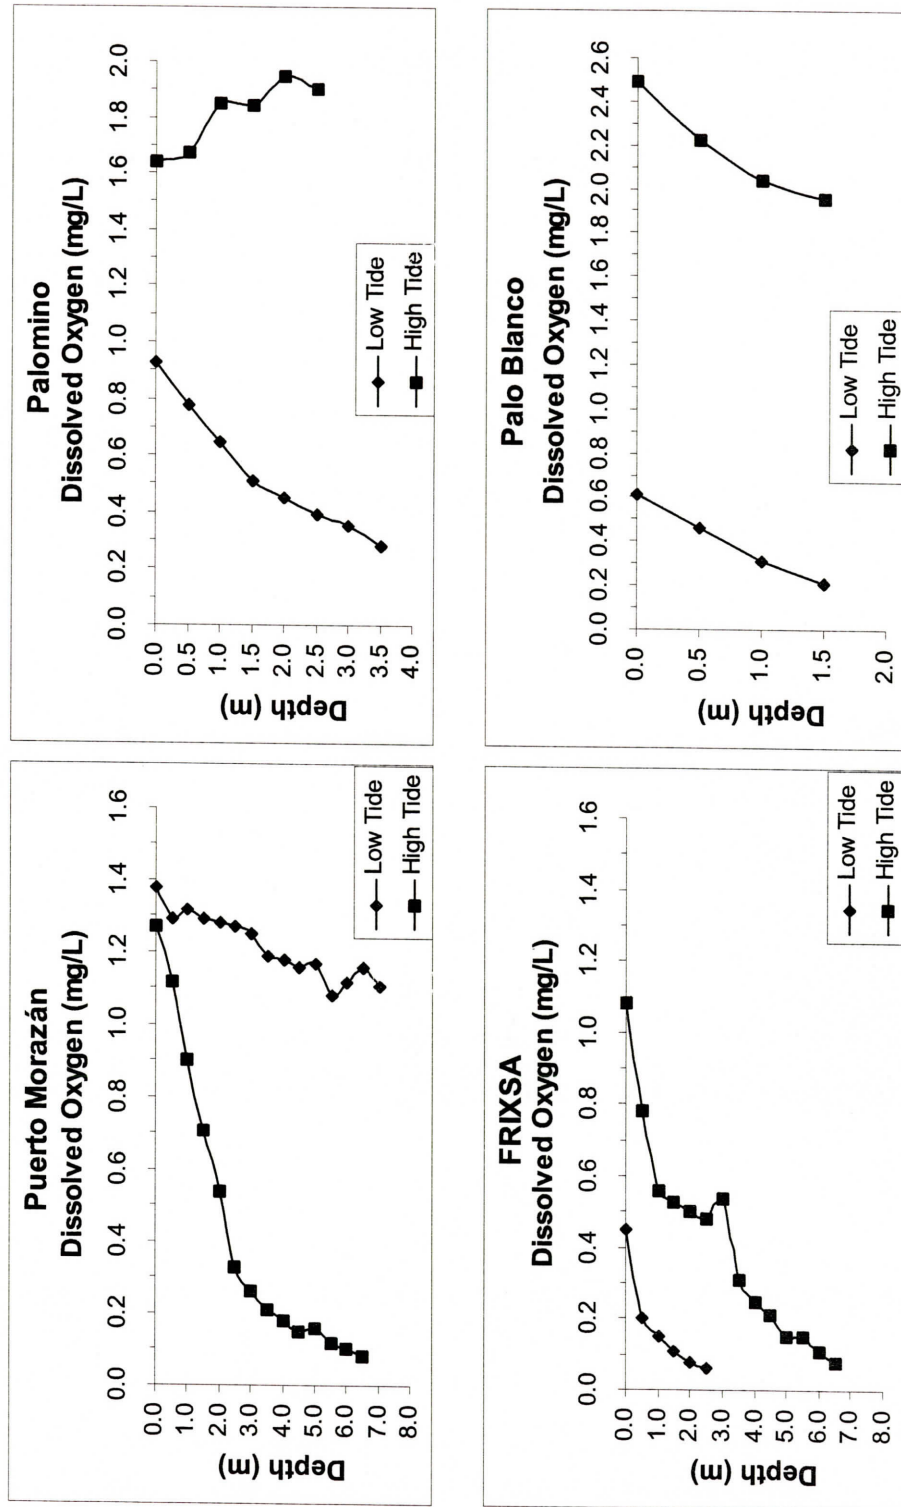 Puerto Morazán
Dissolved Oxygen (mg/L)
0.0 0.2 0.4 0.6 0.8 1.0 1.2 1.4 1.6
Depth (m)
0.0
1.0
2.0
3.0
4.0
5.0
6.0
7.0
8.0
Low Tide
High Tide
Palomino
Dissolved Oxygen (mg/L)
0.0 0.2 0.4 0.6 0.8 1.0 1.2 1.4 1.6 1.8 2.0
Depth (m)
0.0
0.5
1.0
1.5
2.0
2.5
3.0
3.5
4.0
Low Tide
High Tide
FRIXSA
Dissolved Oxygen (mg/L)
0.0 0.2 0.4 0.6 0.8 1.0 1.2 1.4 1.6
Depth (m)
0.0
1.0
2.0
3.0
4.0
5.0
6.0
7.0
8.0
Low Tide
High Tide
Palo Blanco
Dissolved Oxygen (mg/L)
0.0 0.2 0.4 0.6 0.8 1.0 1.2 1.4 1.6 1.8 2.0 2.2 2.4 2.6
Depth (m)
0.0
0.5
1.0
1.5
2.0
Low Tide
High Tide